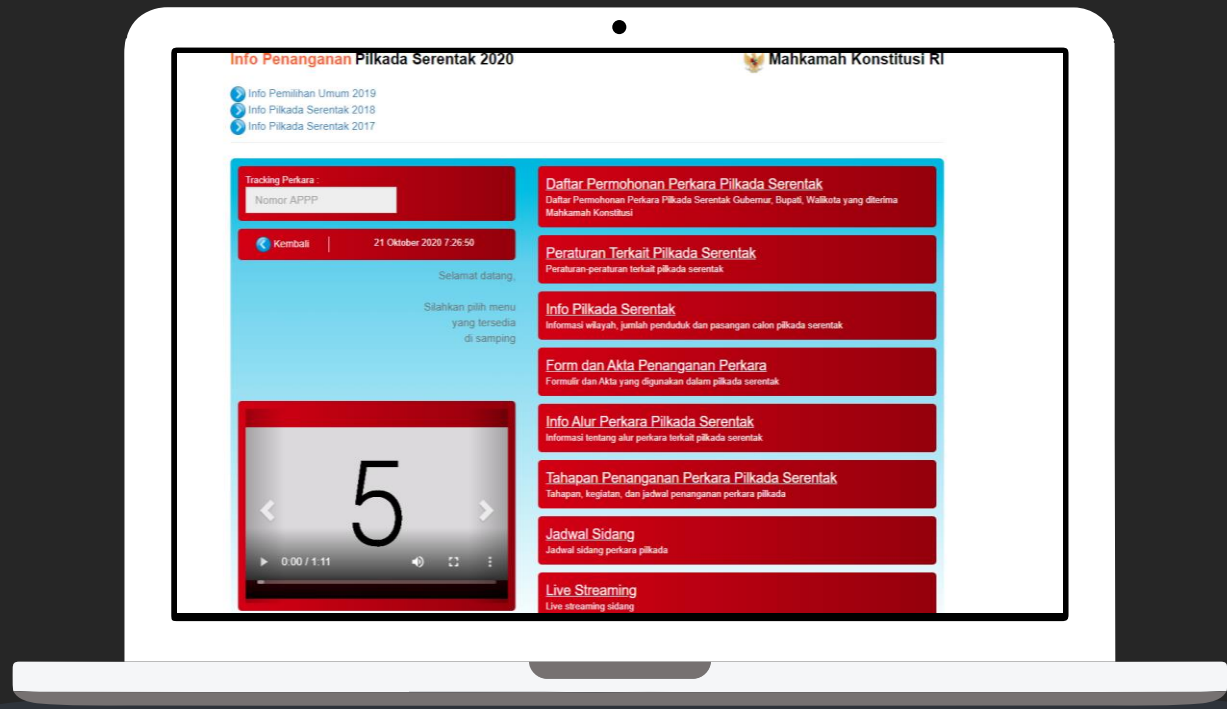 Info Penanganan Pilkada Serentak 2020
Mahkamah Konstitusi RI
Info Pemilihan Umum 2019
Info Pilkada Serentak 2018
Info Pilkada Serentak 2017
Tracking Perkara :
Nomor APPP
Kembali
21 Oktober 2020 7:26:50
Selamat datang,
Silahkan pilih menu
yang tersedia
di samping
5
0:00 / 1:11
Daftar Permohonan Perkara Pilkada Serentak
Daftar Permohonan Perkara Pilkada Serentak Gubernur, Bupati, Walikota yang diterima
Mahkamah Konstitusi
Peraturan Terkait Pilkada Serentak
Peraturan-peraturan terkait pilkada serentak
Info Pilkada Serentak
Informasi wilayah, jumlah penduduk dan pasangan calon pilkada serentak
Form dan Akta Penanganan Perkara
Formulir dan Akta yang digunakan dalam pilkada serentak
Info Alur Perkara Pilkada Serentak
Informasi tentang alur perkara terkait pilkada serentak
Tahapan Penanganan Perkara Pilkada Serentak
Tahapan, kegiatan, dan jadwal penanganan perkara pilkada
Jadwal Sidang
Jadwal sidang perkara pilkada
Live Streaming
Live streaming sidang